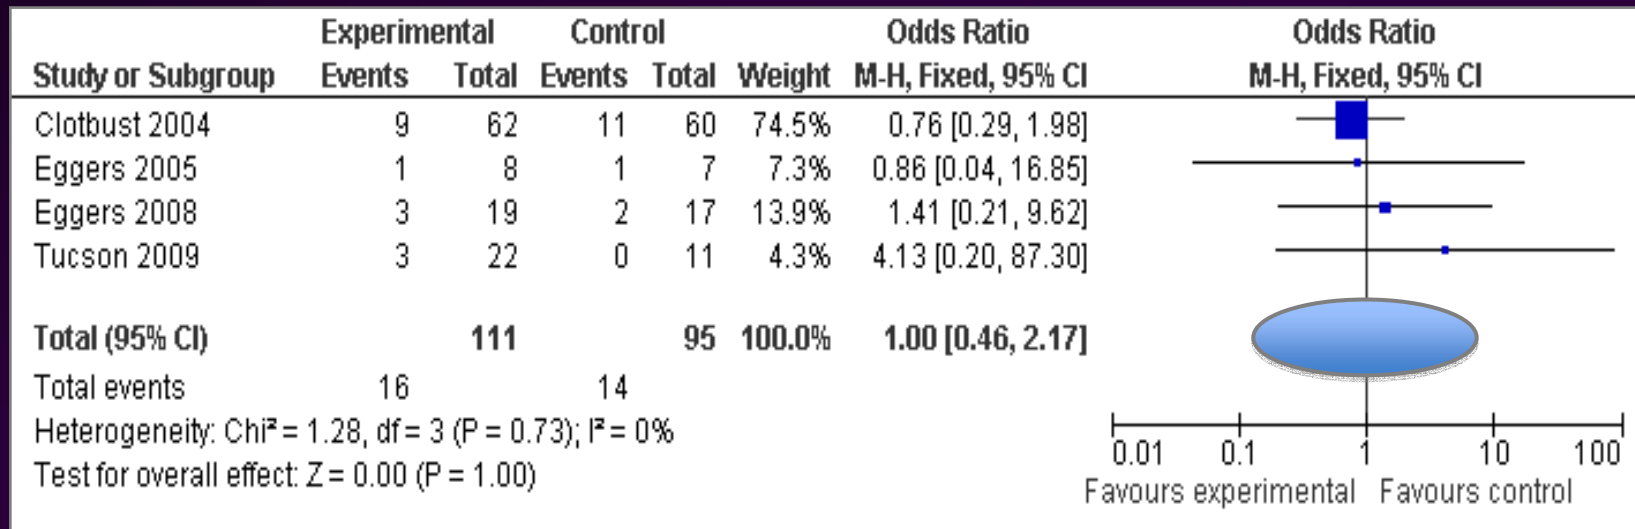 Experimental Control Odds Ratio Odds Ratio
Study or Subgroup Events Total Events Total Weight M-H, Fixed, 95% CI M-H, Fixed, 95% CI
Clotbust 2004 9 62 11 60 74.5% 0.76 [0.29, 1.98]
Eggers 2005 1 8 1 7 7.3% 0.86 [0.04, 16.85]
Eggers 2008 3 19 2 17 13.9% 1.41 [0.21, 9.62]
Tucson 2009 3 22 0 11 4.3% 4.13 [0.20, 87.30]
Total (95% CI) 111 95 100.0% 1.00 [0.46, 2.17]
Total events 16 14
Heterogeneity: Chi² = 1.28, df = 3 (P = 0.73); I² = 0%
Test for overall effect: Z = 0.00 (P = 1.00)
0.01 0.1 1 10 100
Favours experimental Favours control